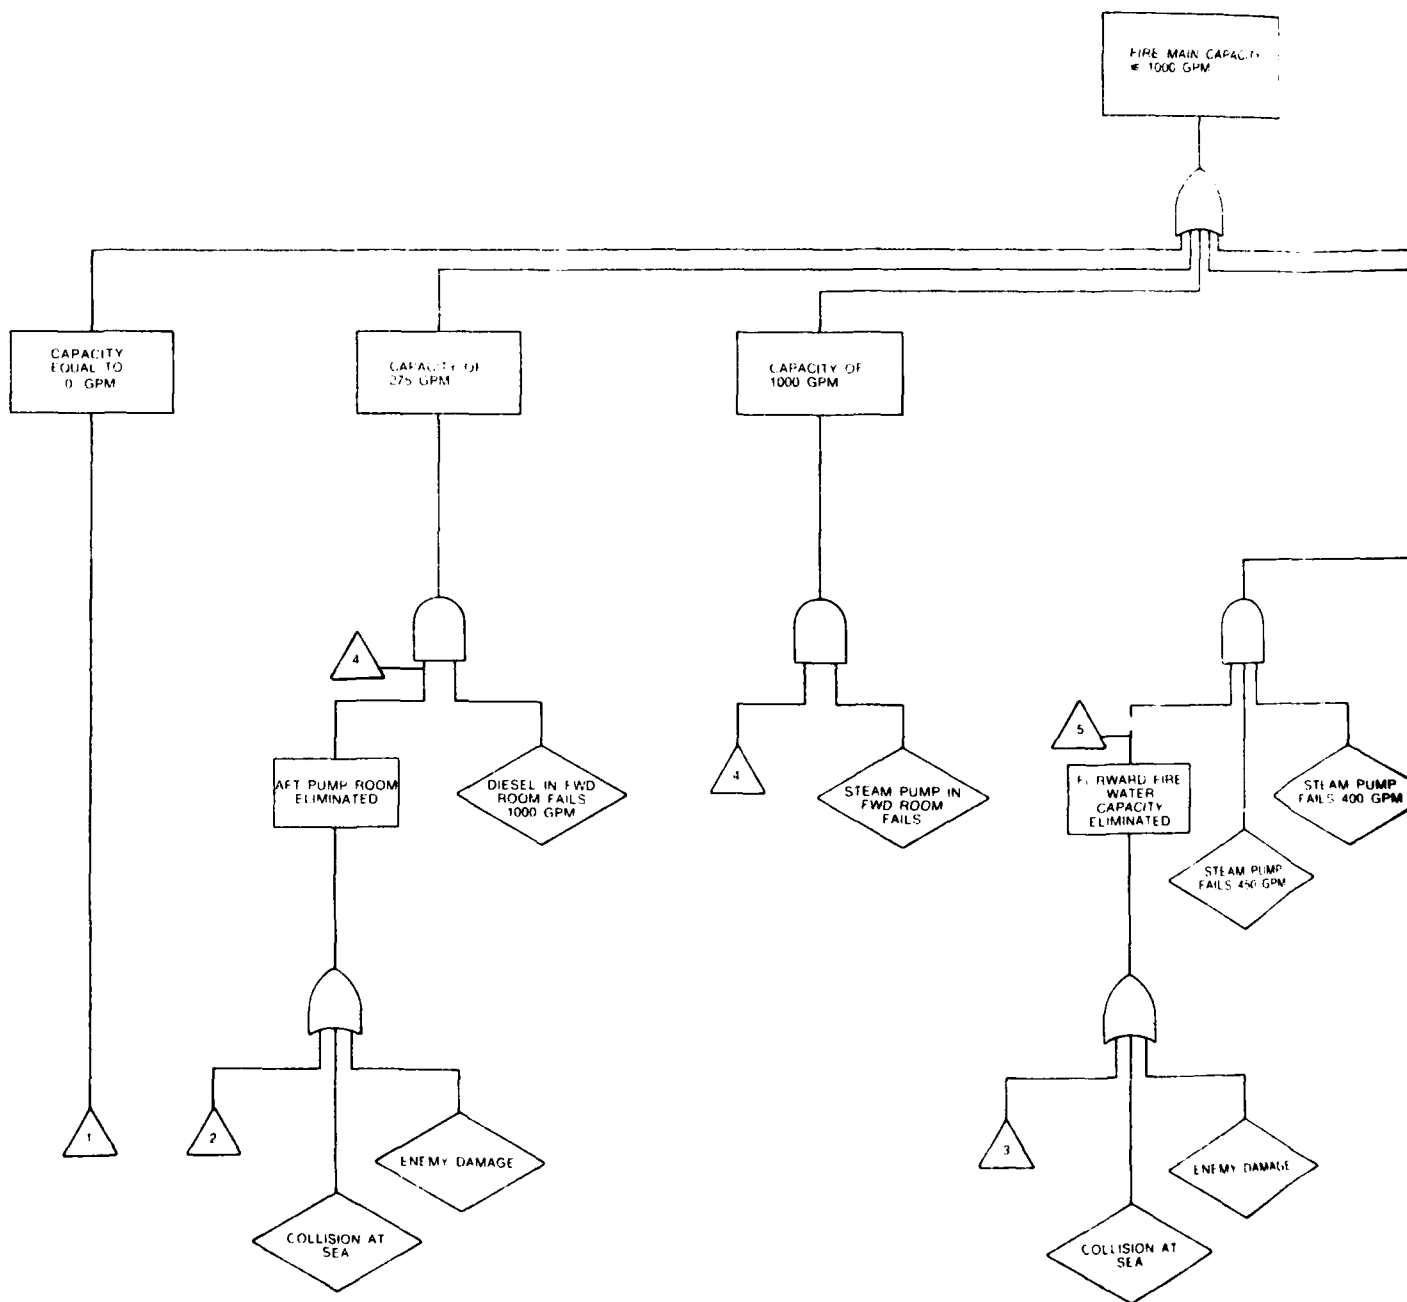 FIRE MAIN CAPACITY
≤ 1000 GPM
CAPACITY
EQUAL TO
0 GPM
CAPACITY OF
275 GPM
CAPACITY OF
1000 GPM
4
AFT PUMP ROOM
ELIMINATED
DIESEL IN FWD
ROOM FAILS
1000 GPM
4
STEAM PUMP IN
FWD ROOM
FAILS
5
FORWARD FIRE
WATER
CAPACITY
ELIMINATED
STEAM PUMP
FAILS 400 GPM
STEAM PUMP
FAILS 450 GPM
1
2
ENEMY DAMAGE
COLLISION AT
SEA
3
ENEMY DAMAGE
COLLISION AT
SEA